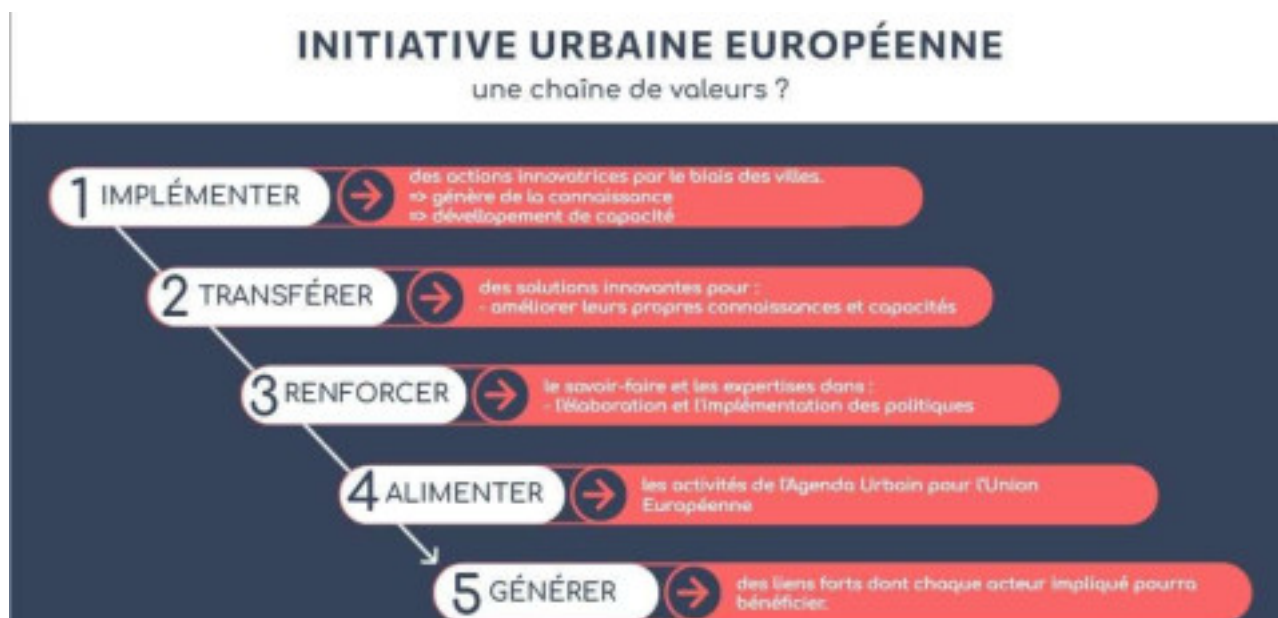 INITIATIVE URBAINE EUROPÉENNE
une chaîne de valeurs ?
1 IMPLÉMENTER
des actions innovatrices par le biais des villes.
=> génère de la connaissance
=> dévellopement de capacité
2 TRANSFÉRER
des solutions innovantes pour :
- améliorer leurs propres connaissances et capacités
3 RENFORCER
le savoir-faire et les expertises dans :
- l'élaboration et l'implémentation des politiques
4 ALIMENTER
les activités de l'Agenda Urbain pour l'Union
Européenne
5 GÉNÉRER
des liens forts dont chaque acteur impliqué pourra
bénéficier.